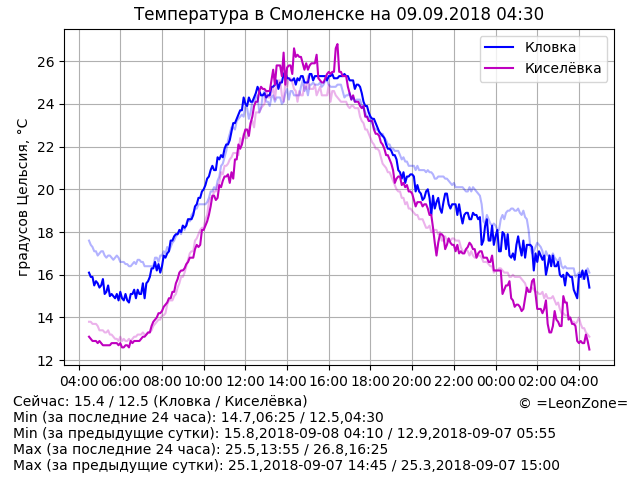 Температура в Смоленске на 09.09.2018 04:30
градусов Цельсия, °C
26
24
22
20
18
16
14
12
Кловка
Киселёвка
04:00 06:00 08:00 10:00 12:00 14:00 16:00 18:00 20:00 22:00 00:00 02:00 04:00
Сейчас: 15.4 / 12.5 (Кловка / Киселёвка)
© =LeonZone=
Min (за последние 24 часа): 14.7,06:25 / 12.5,04:30
Min (за предыдущие сутки): 15.8,2018-09-08 04:10 / 12.9,2018-09-07 05:55
Max (за последние 24 часа): 25.5,13:55 / 26.8,16:25
Max (за предыдущие сутки): 25.1,2018-09-07 14:45 / 25.3,2018-09-07 15:00